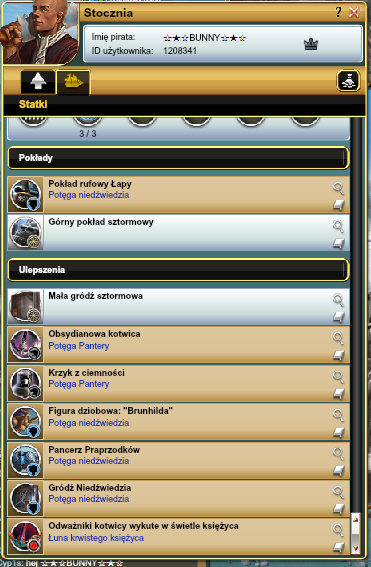 Stocznia
?
Imię pirata: ☆★☆BUNNY☆★☆
ID użytkownika: 1208341
Statki
3 / 3
Pokłady
Pokład rufowy Łapy
Potęga niedźwiedzia
Górny pokład sztormowy
Ulepszenia
Mała gródź sztormowa
Obsydianowa kotwica
Potęga Pantery
Krzyk z ciemności
Potęga Pantery
Figura dziobowa: "Brunhilda"
Potęga niedźwiedzia
Pancerz Praprzodków
Potęga niedźwiedzia
Gródź Niedźwiedzia
Potęga niedźwiedzia
Odważniki kotwicy wykute w świetle księżyca
Łuna krwistego księżyca
hej ☆★☆BUNNY☆★☆